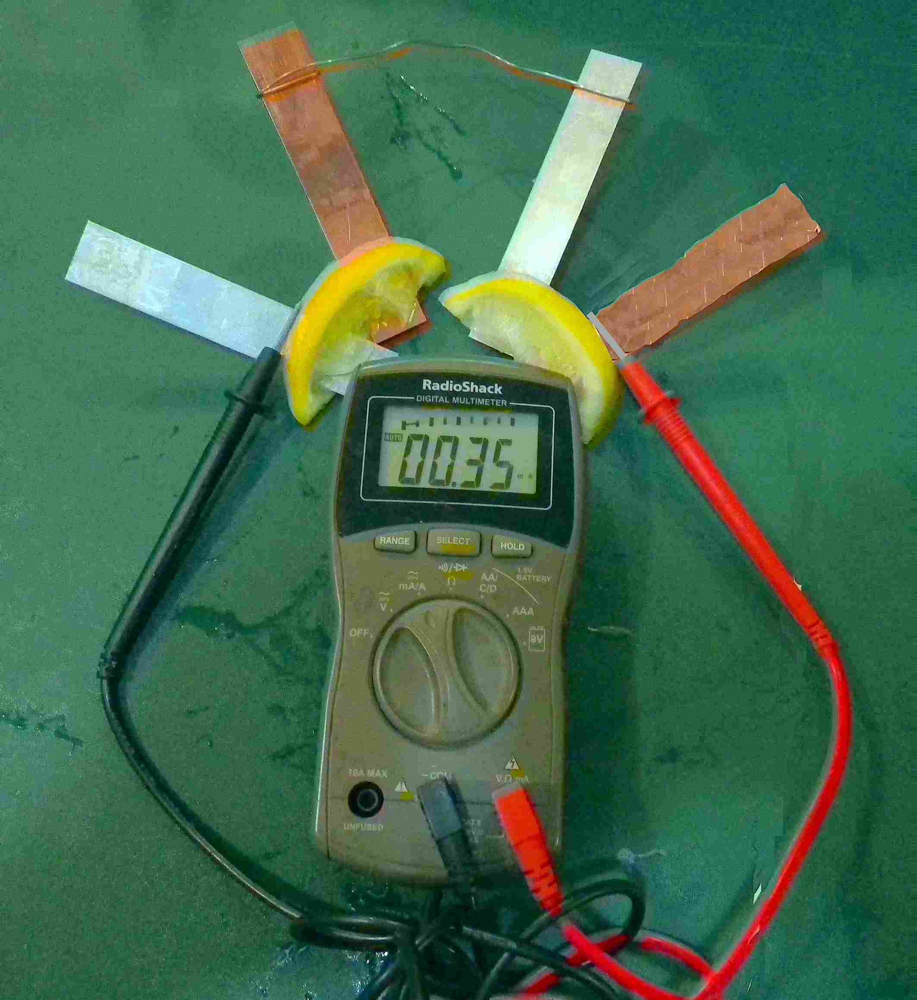 RadioShack
DIGITAL MULTIMETER
AUTO
00.35 m A
RANGE SELECT HOLD
1.5V
BATTERY
mA/A
Ω
AA/
C/D
V
AAA
OFF
9V
10A MAX
-COM
V.Ω.mA
UNFUSED